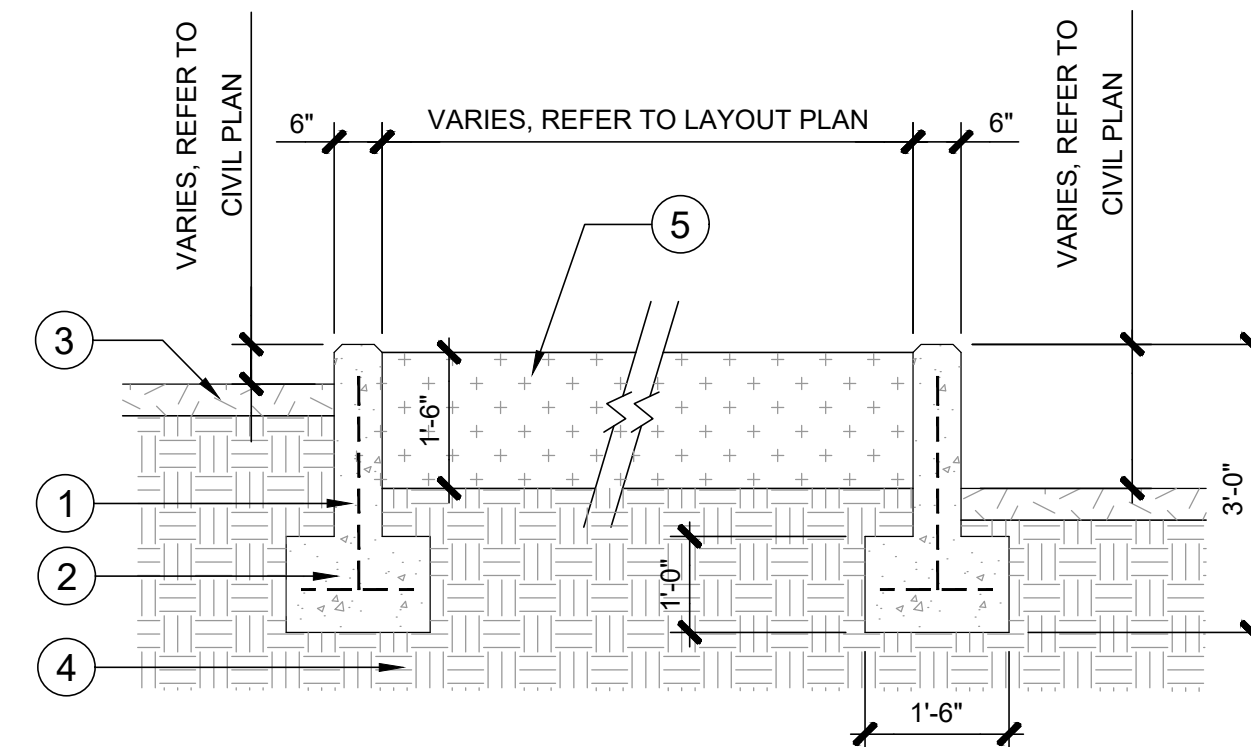 VARIES, REFER TO
CIVIL PLAN
6"
VARIES, REFER TO LAYOUT PLAN
6"
VARIES, REFER TO
CIVIL PLAN
5
3
1'-6"
1
3'-0"
2
1'-0"
4
1'-6"